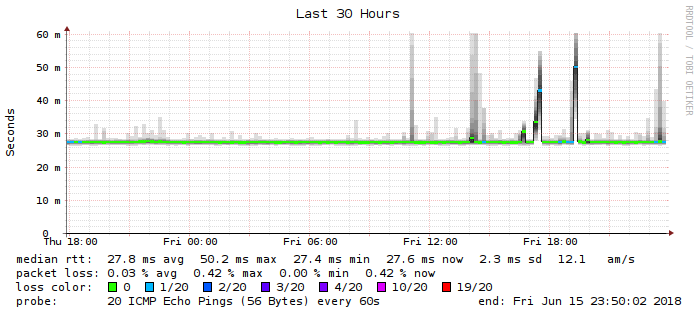 Last 30 Hours
RRDTOOL / TOBI OETIKER
Seconds
60 m
50 m
40 m
30 m
20 m
10 m
0
Thu 18:00 Fri 00:00 Fri 06:00 Fri 12:00 Fri 18:00
median rtt: 27.8 ms avg 50.2 ms max 27.4 ms min 27.6 ms now 2.3 ms sd 12.1 am/s
packet loss: 0.03 % avg 0.42 % max 0.00 % min 0.42 % now
loss color: 0 1/20 2/20 3/20 4/20 10/20 19/20
probe: 20 ICMP Echo Pings (56 Bytes) every 60s end: Fri Jun 15 23:50:02 2018